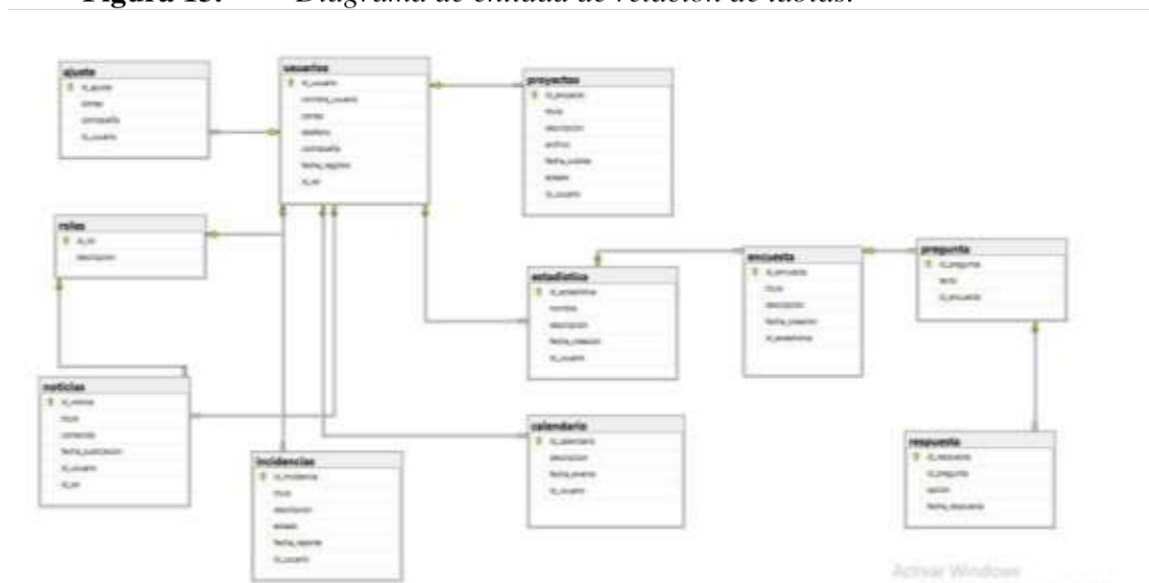 Figura 13. Diagrama de entidad de relación de tablas.
ajuste
id_ajuste
correo
contraseña
id_usuario
usuarios
id_usuario
nombre_usuario
correo
telefono
contraseña
fecha_registro
id_rol
proyectos
id_proyecto
titulo
descripcion
archivo
fecha_subida
estado
id_usuario
roles
id_rol
descripcion
estadistica
id_estadistica
nombre
descripcion
fecha_creacion
id_usuario
encuesta
id_encuesta
titulo
descripcion
fecha_creacion
id_estadistica
pregunta
id_pregunta
texto
id_encuesta
noticias
id_noticia
titulo
contenido
fecha_publicacion
id_usuario
id_rol
incidencias
id_incidencia
titulo
descripcion
estado
fecha_reporte
id_usuario
calendario
id_calendario
descripcion
fecha_evento
id_usuario
respuesta
id_respuesta
id_pregunta
opcion
fecha_respuesta
Activar Windows